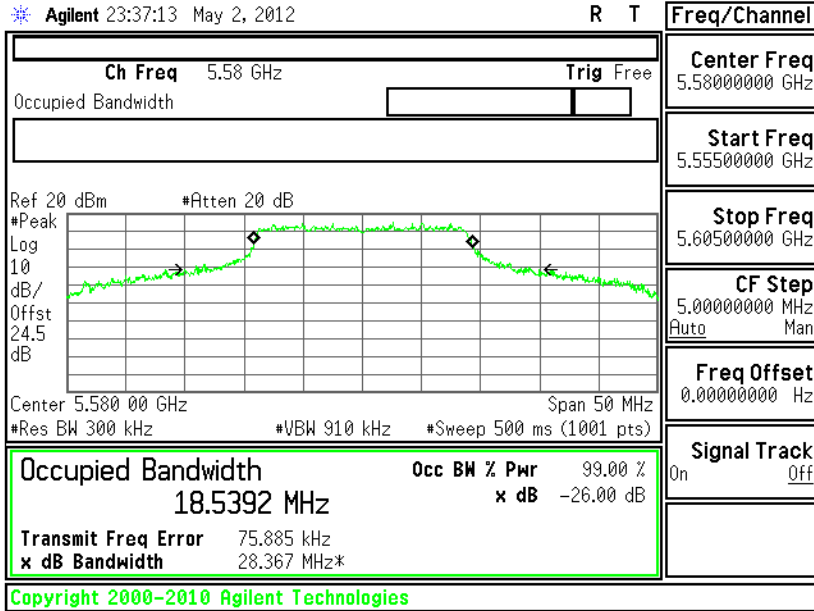 Agilent 23:37:13 May 2, 2012 R T
Ch Freq 5.58 GHz Trig Free
Occupied Bandwidth
Ref 20 dBm #Atten 20 dB
#Peak
Log
10
dB/
Offst
24.5
dB
Center 5.580 00 GHz Span 50 MHz
#Res BW 300 kHz #VBW 910 kHz #Sweep 500 ms (1001 pts)
Occupied Bandwidth Occ BW % Pwr 99.00 %
18.5392 MHz x dB -26.00 dB
Transmit Freq Error 75.885 kHz
x dB Bandwidth 28.367 MHz*
Copyright 2000-2010 Agilent Technologies
Freq/Channel
Center Freq
5.58000000 GHz
Start Freq
5.55500000 GHz
Stop Freq
5.60500000 GHz
CF Step
5.00000000 MHz
Auto Man
Freq Offset
0.00000000 Hz
Signal Track
On Off